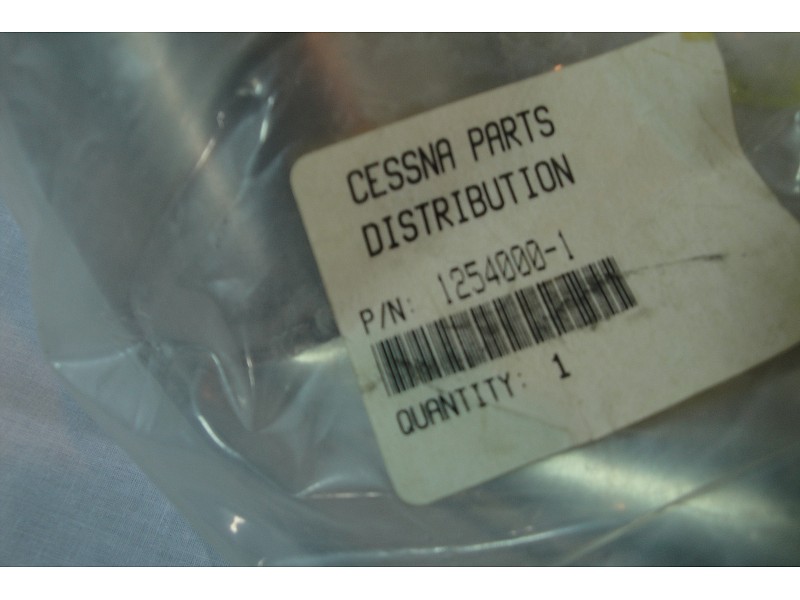 CESSNA PARTS
DISTRIBUTION
P/N: 1254000-1
QUANTITY: 1